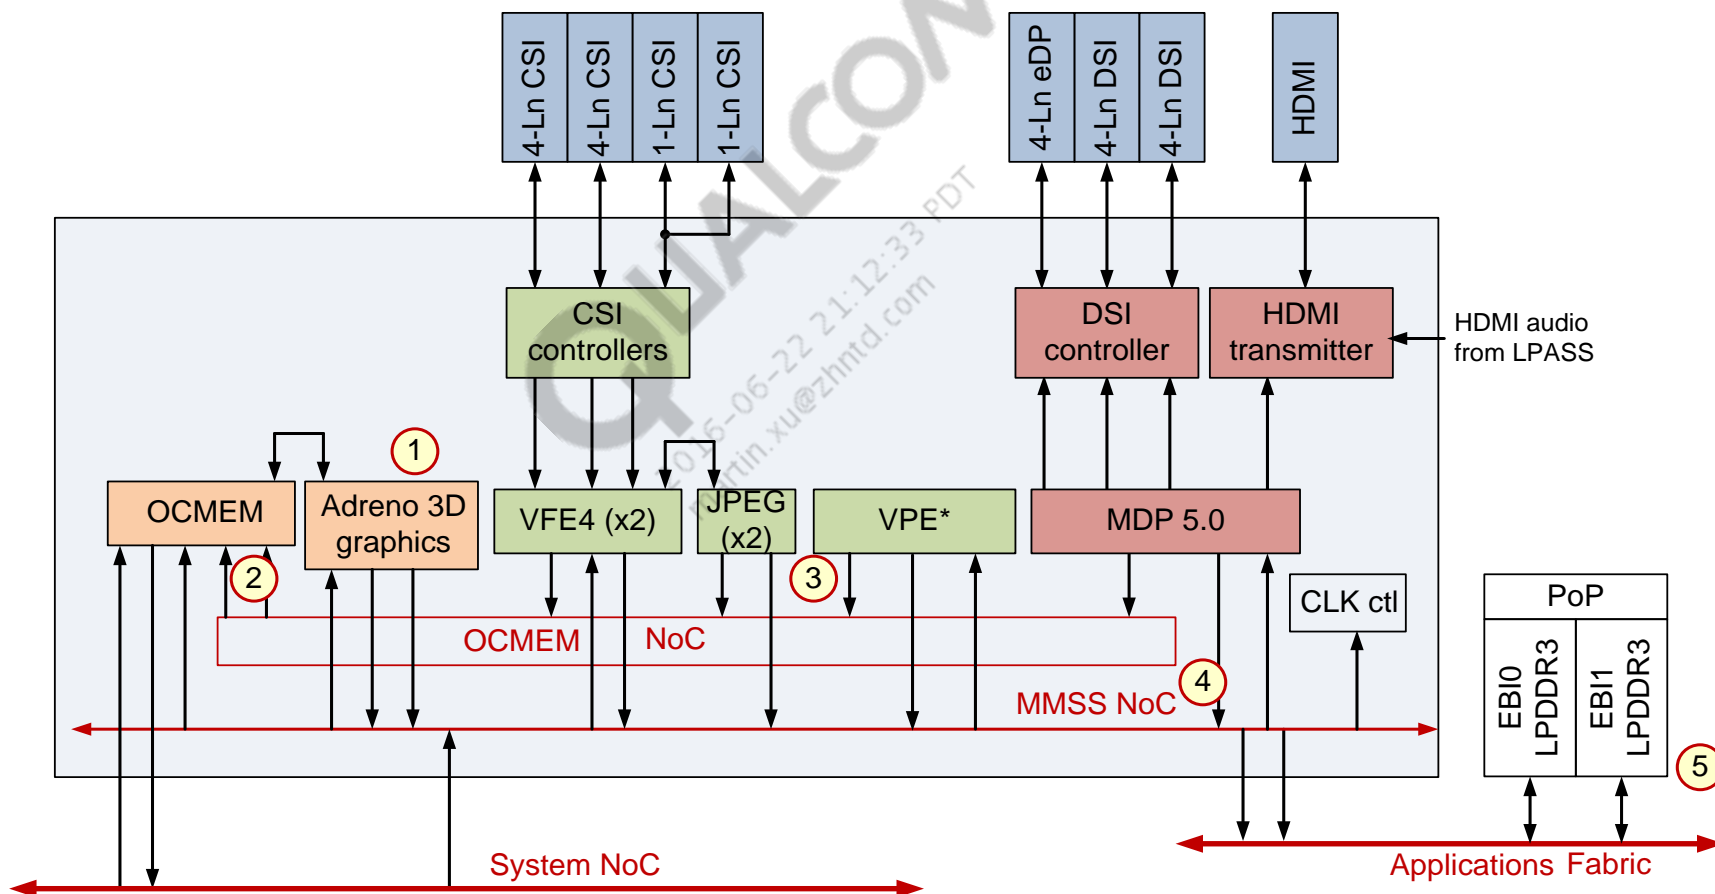 4-Ln CSI
4-Ln CSI
1-Ln CSI
1-Ln CSI
4-Ln eDP
4-Ln DSI
4-Ln DSI
HDMI
QUALCOM
2016-06-22 21:12:33 PDT
martin.xu@zhntd.com
CSI
controllers
DSI
controller
HDMI
transmitter
HDMI audio
from LPASS
1
OCMEM
Adreno 3D
graphics
VFE4 (x2)
JPEG
(x2)
VPE*
MDP 5.0
2
3
CLK ctl
PoP
EBI0
LPDDR3
EBI1
LPDDR3
OCMEM NoC
4
MMSS NoC
5
System NoC
Applications Fabric